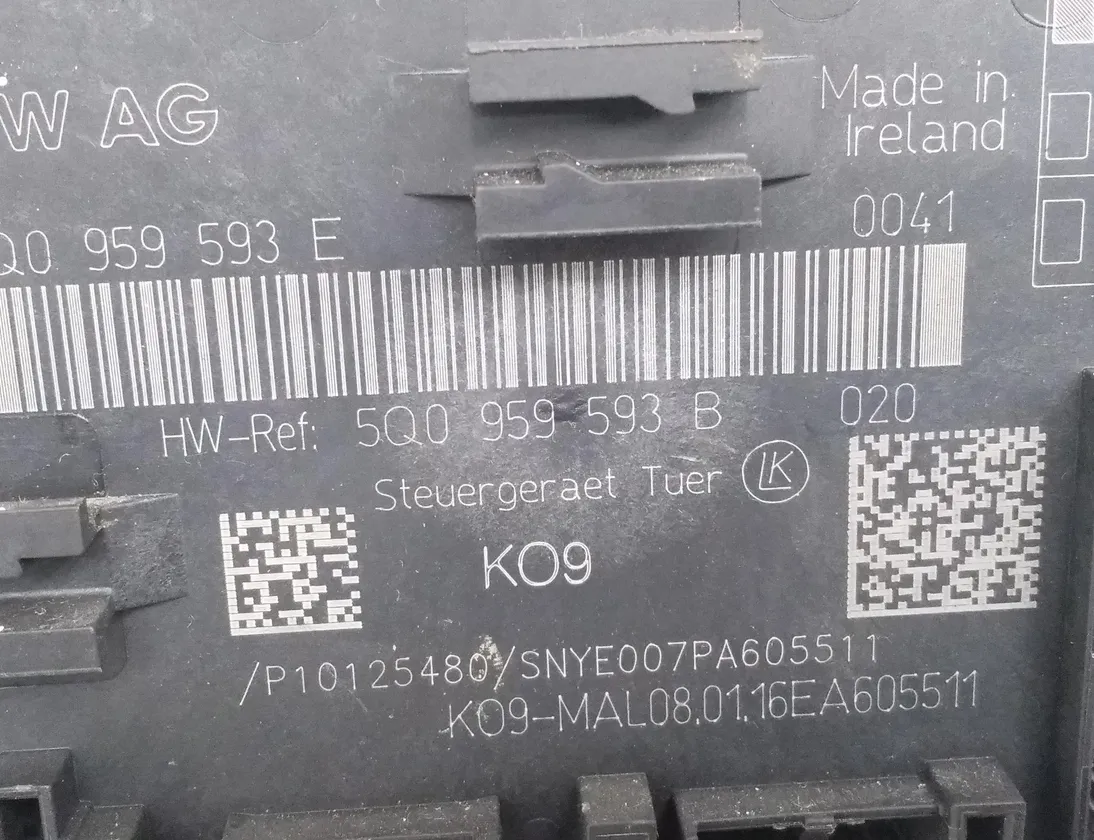 W AG
Made in
Ireland
Q0 959 593 E
0041
HW-Ref: 5Q0 959 593 B
020
Steuergeraet Tuer LK
KO9
/P10125480/SNYE007PA605511
KO9-MAL08.01.16EA605511